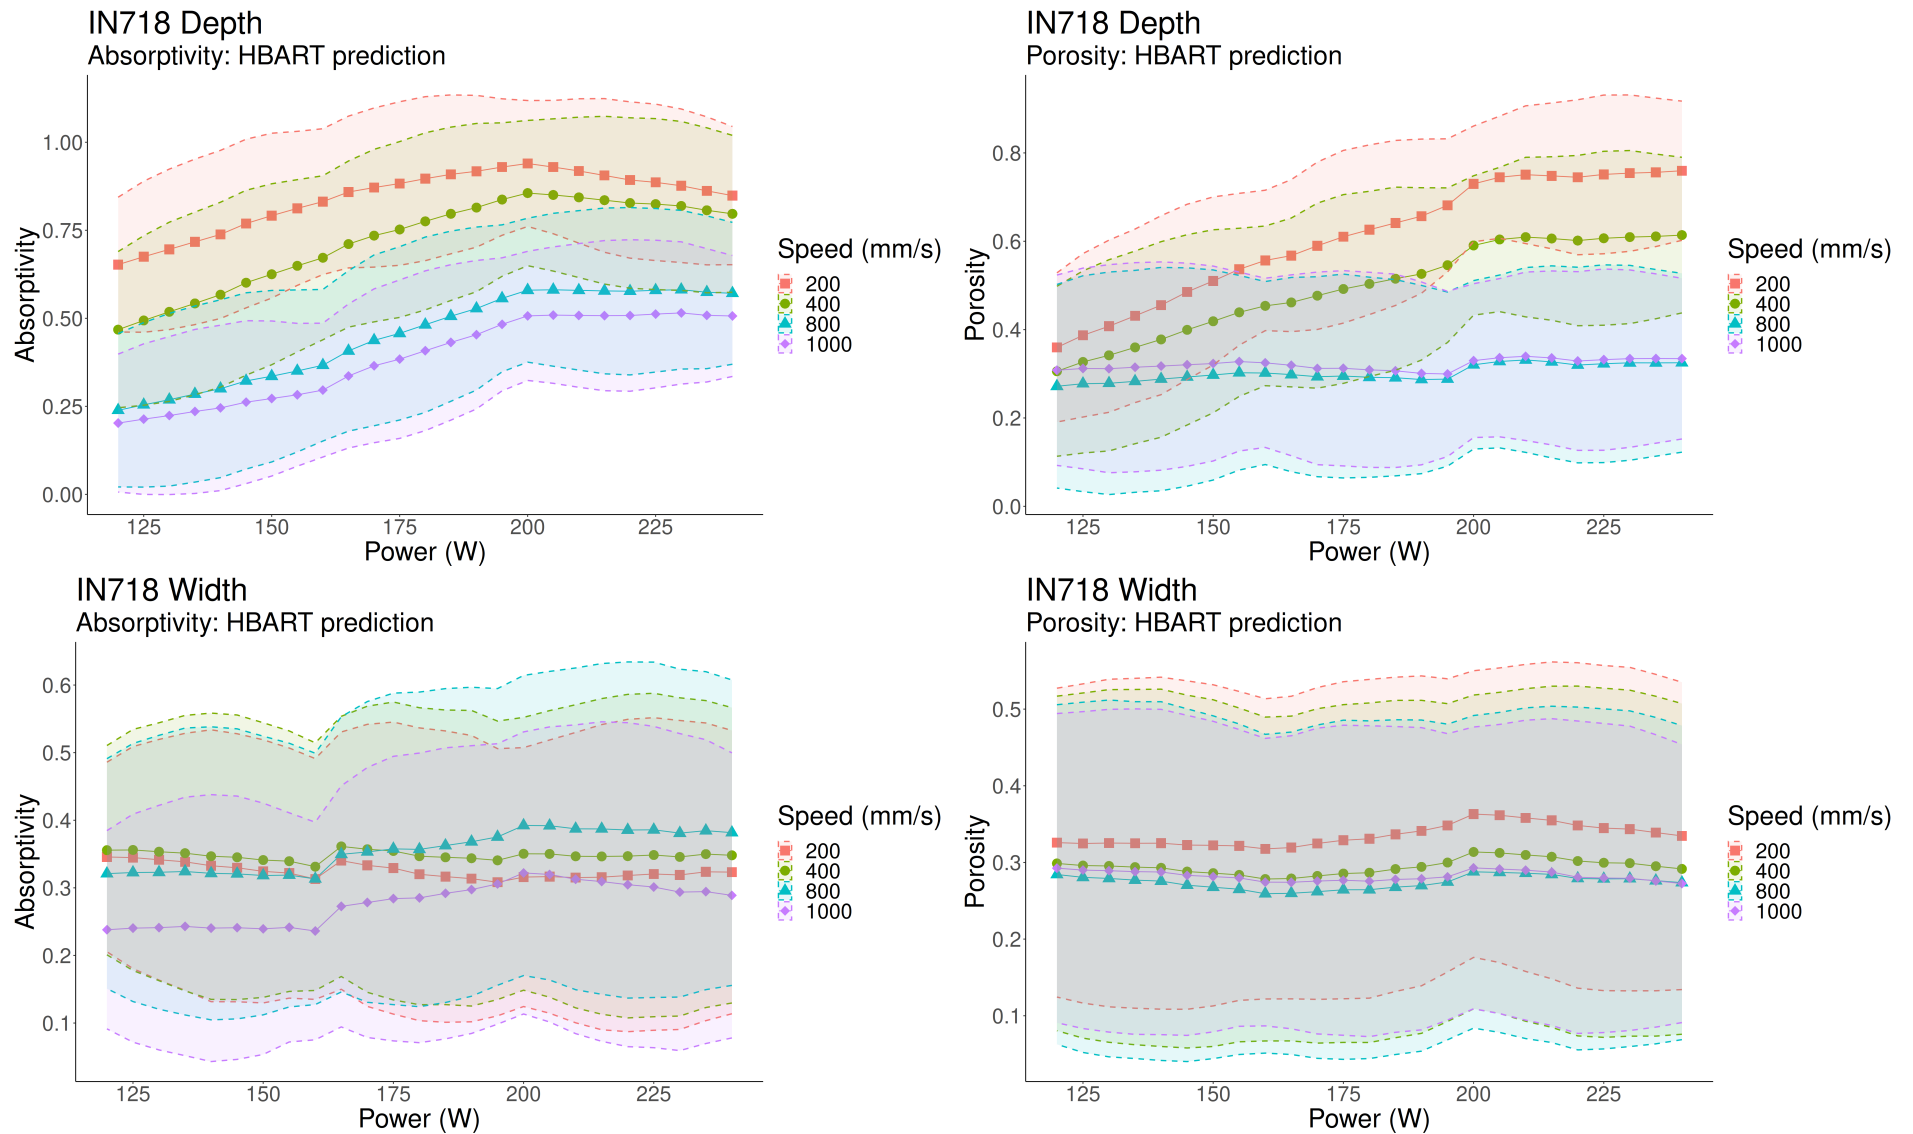 IN718 Depth
Absorptivity: HBART prediction
Absorptivity
1.00
0.75
0.50
0.25
0.00
125 150 175 200 225
Power (W)
Speed (mm/s)
200
400
800
1000
IN718 Depth
Porosity: HBART prediction
Porosity
0.8
0.6
0.4
0.2
0.0
125 150 175 200 225
Power (W)
Speed (mm/s)
200
400
800
1000
IN718 Width
Absorptivity: HBART prediction
Absorptivity
0.6
0.5
0.4
0.3
0.2
0.1
125 150 175 200 225
Power (W)
Speed (mm/s)
200
400
800
1000
IN718 Width
Porosity: HBART prediction
Porosity
0.5
0.4
0.3
0.2
0.1
125 150 175 200 225
Power (W)
Speed (mm/s)
200
400
800
1000